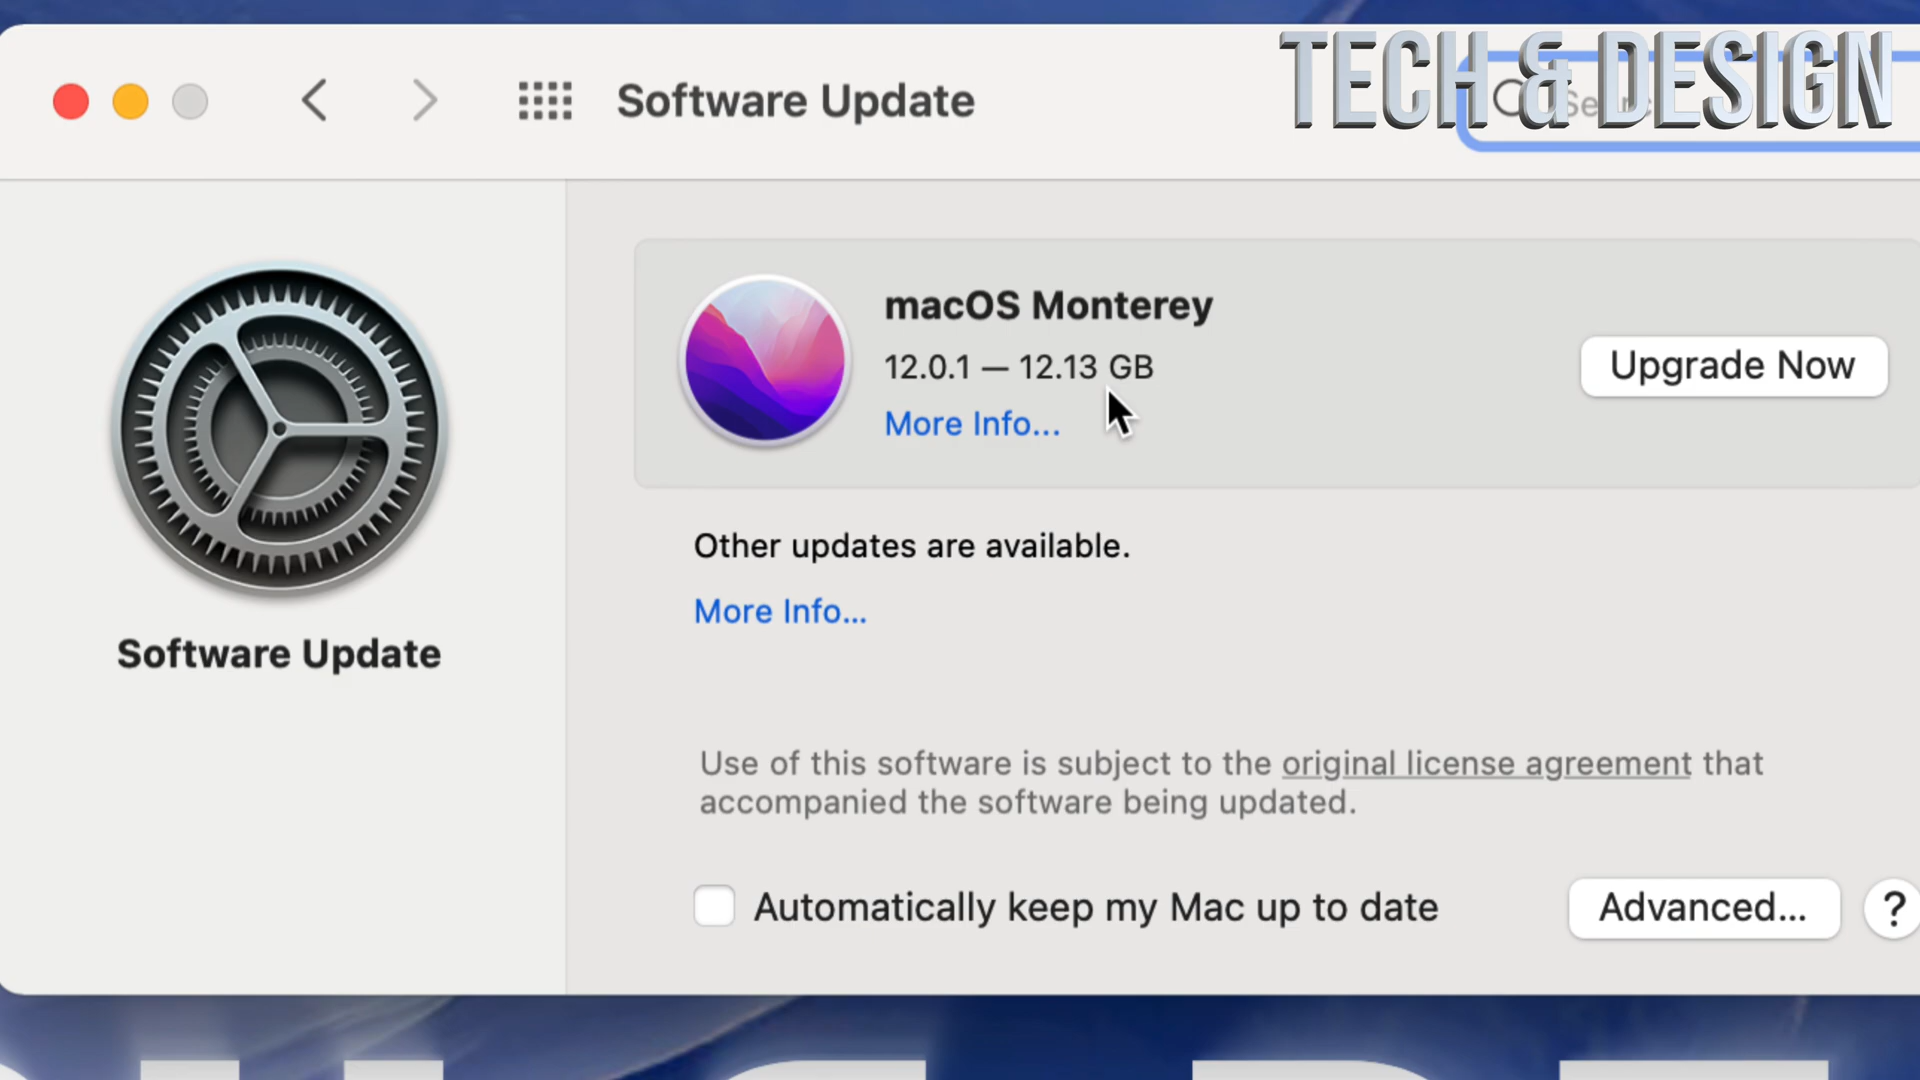 TECH & DESIGN
Software Update
macOS Monterey
12.0.1 — 12.13 GB
More Info...
Upgrade Now
Other updates are available.
More Info...
Software Update
Use of this software is subject to the original license agreement that
accompanied the software being updated.
Automatically keep my Mac up to date
Advanced...
?